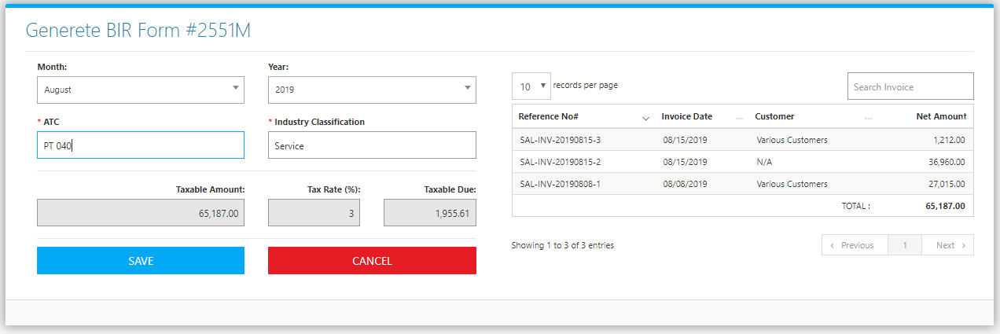 Generete BIR Form #2551M
Month:
Year:
August
2019
* ATC
* Industry Classification
PT 040
Service
Taxable Amount:
Tax Rate (%):
Taxable Due:
65,187.00
3
1,955.61
SAVE
CANCEL
10 records per page
Search Invoice
Reference No# Invoice Date Customer Net Amount
SAL-INV-20190815-3 08/15/2019 Various Customers 1,212.00
SAL-INV-20190815-2 08/15/2019 N/A 36,960.00
SAL-INV-20190808-1 08/08/2019 Various Customers 27,015.00
TOTAL : 65,187.00
Showing 1 to 3 of 3 entries
‹ Previous 1 Next ›